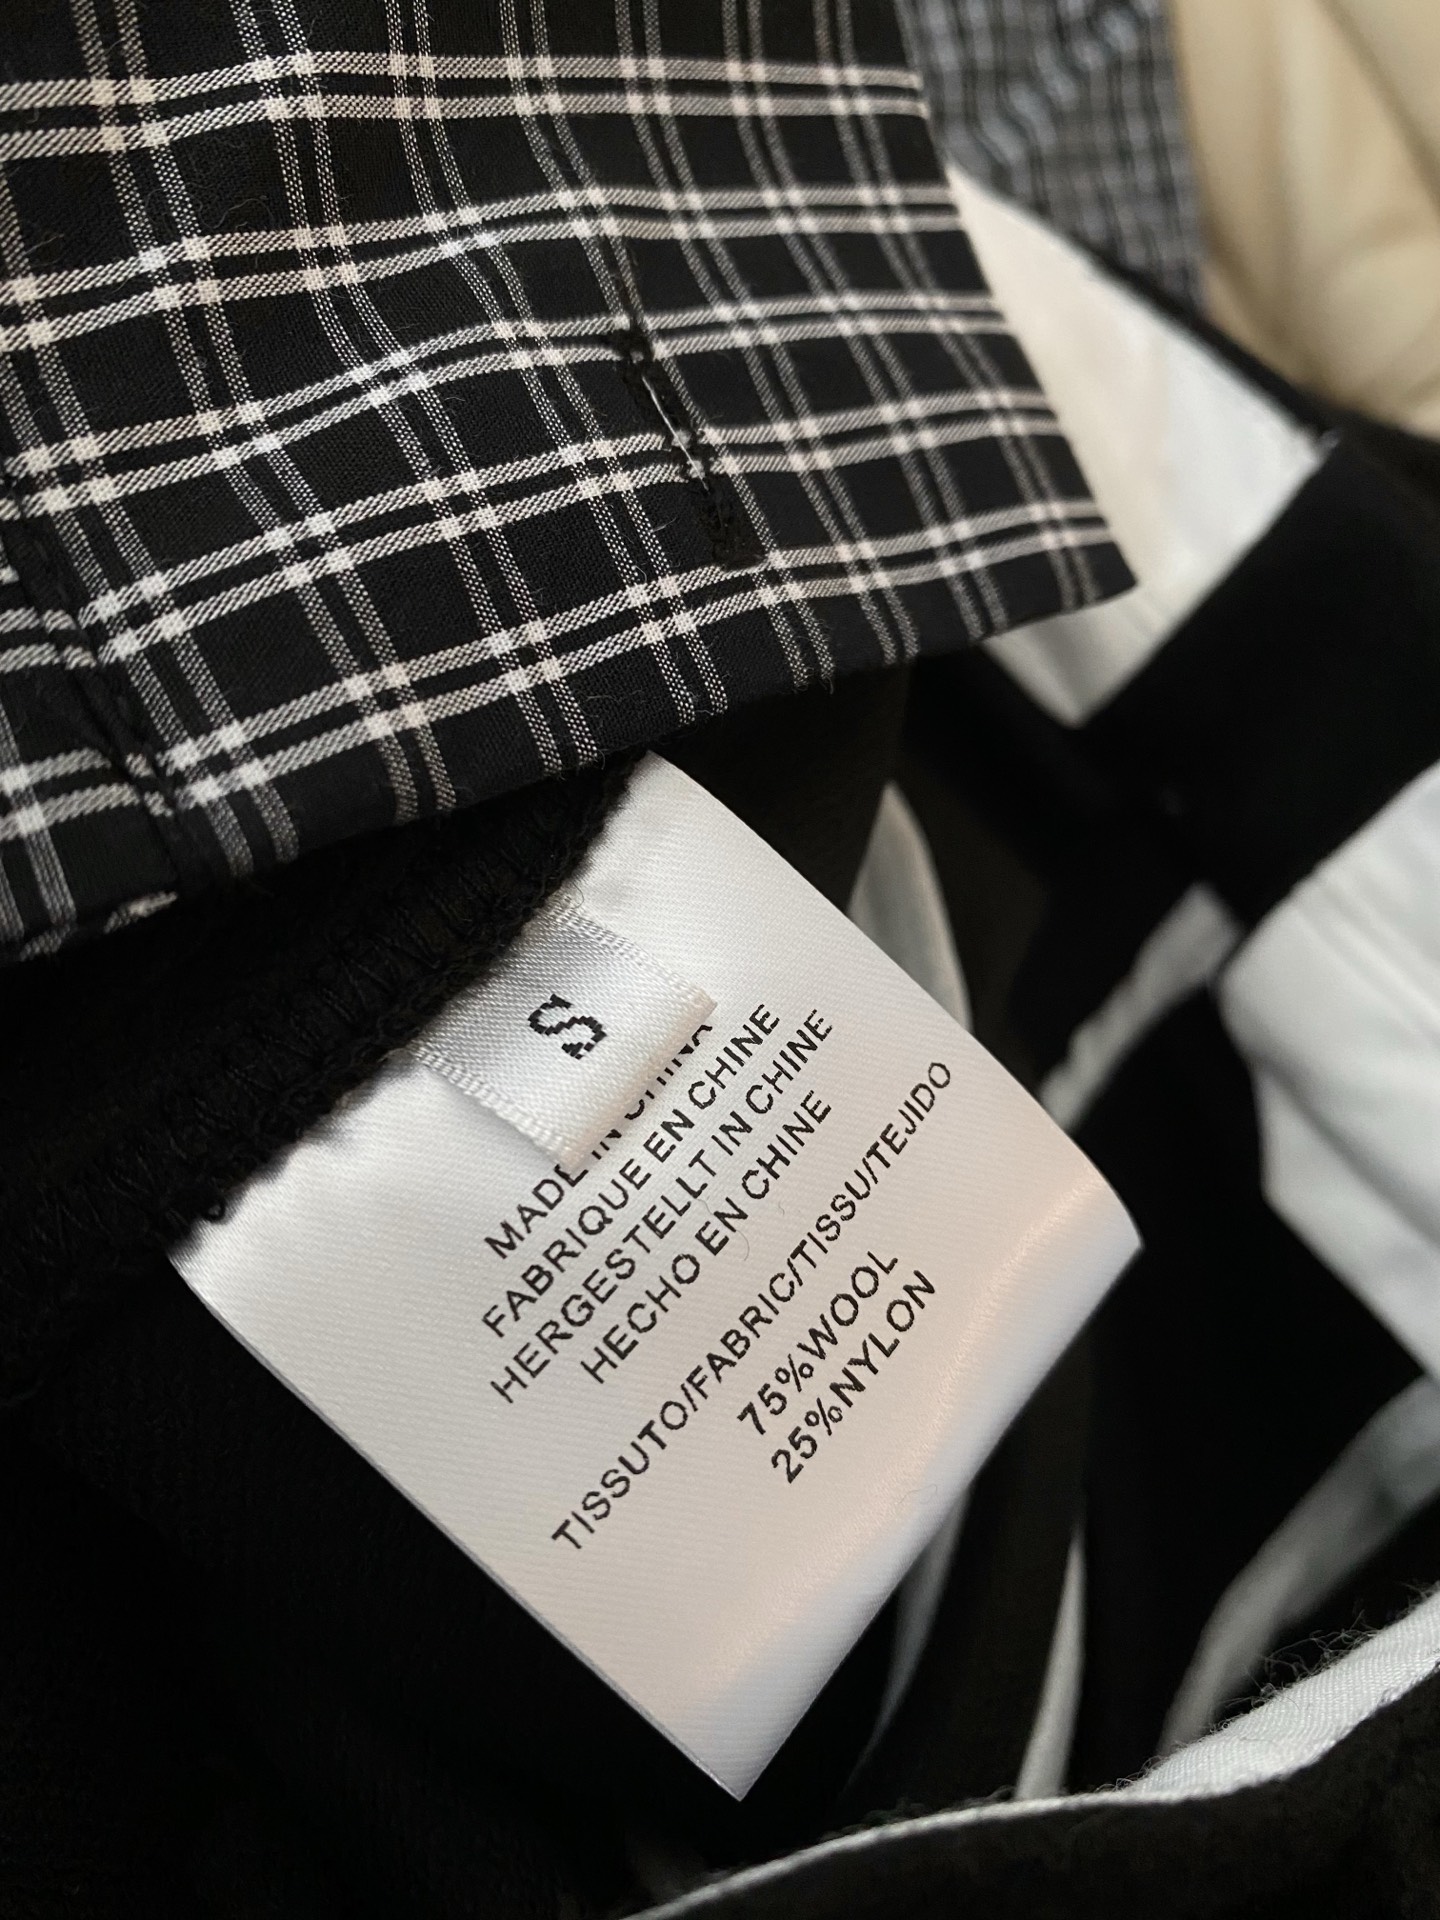 S
MADE IN CHINA
FABRIQUE EN CHINE
HERGESTELLT IN CHINE
HECHO EN CHINE
TISSUTO/FABRIC/TISSU/TEJIDO
75%WOOL
25%NYLON